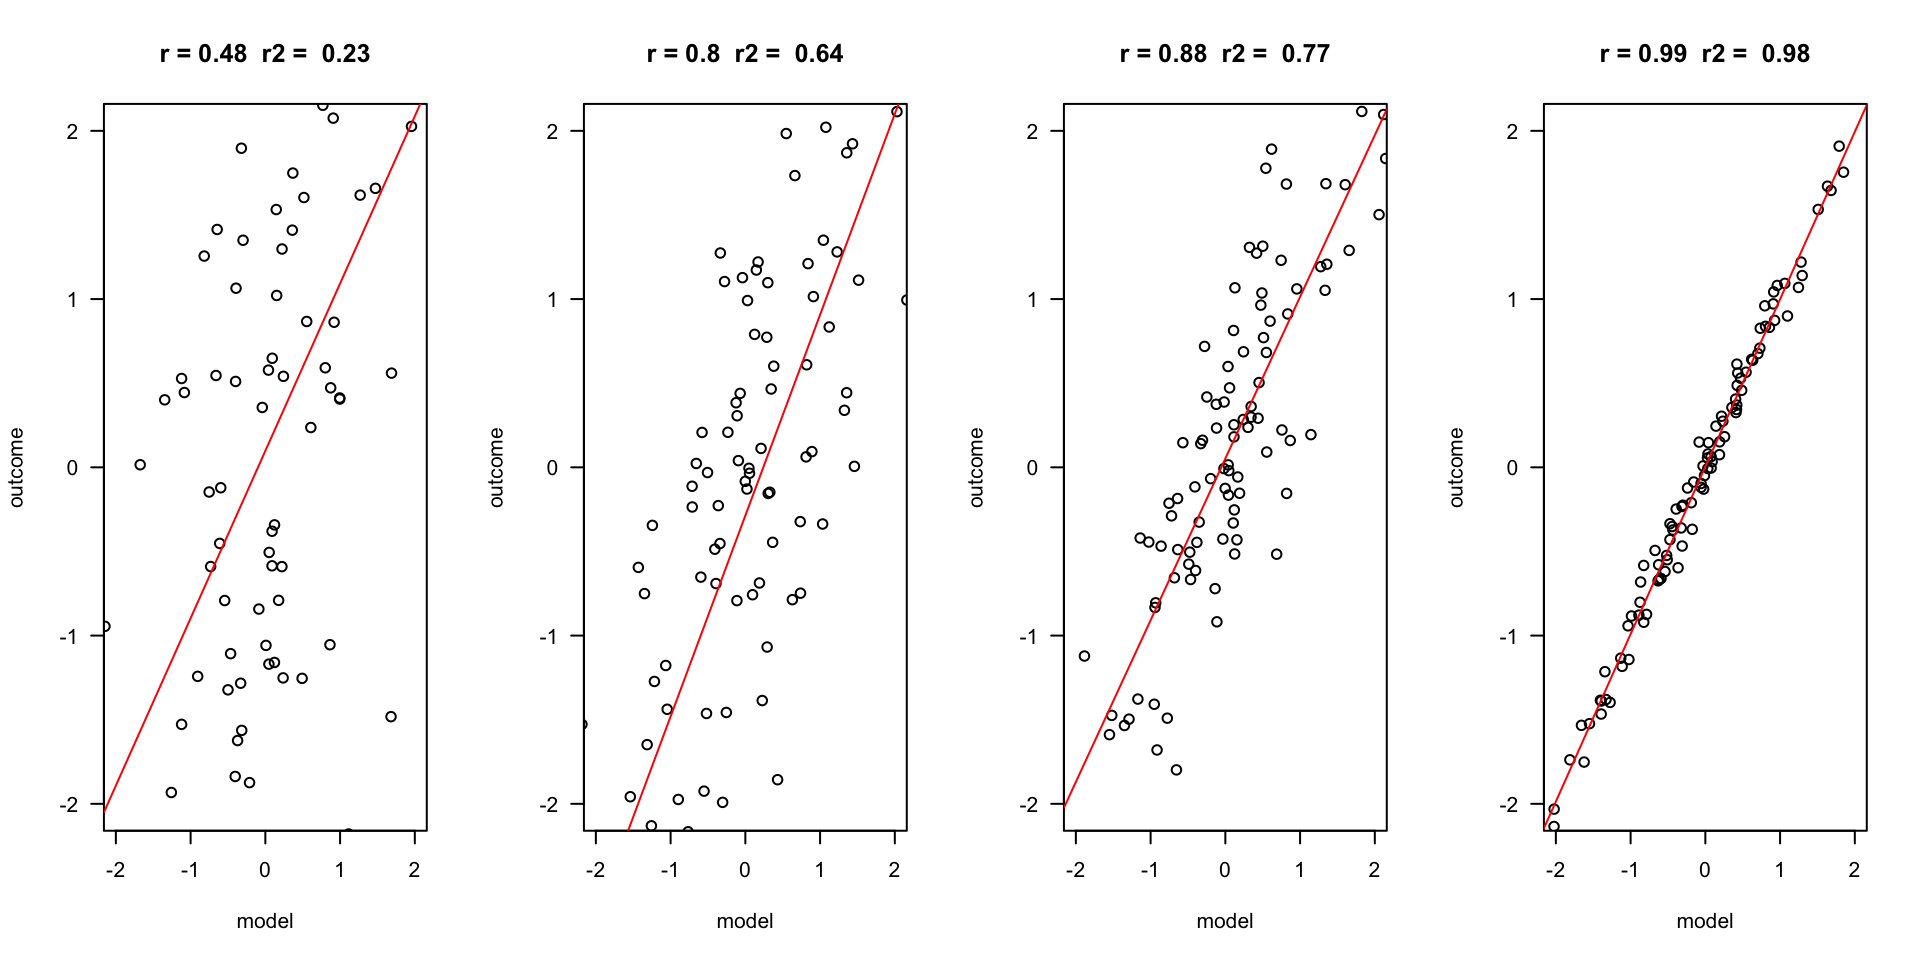 r = 0.48  r2 =  0.23
outcome
2
1
0
-1
-2
-2 -1 0 1 2
model
r = 0.8  r2 =  0.64
outcome
2
1
0
-1
-2
-2 -1 0 1 2
model
r = 0.88  r2 =  0.77
outcome
2
1
0
-1
-2
-2 -1 0 1 2
model
r = 0.99  r2 =  0.98
outcome
2
1
0
-1
-2
-2 -1 0 1 2
model